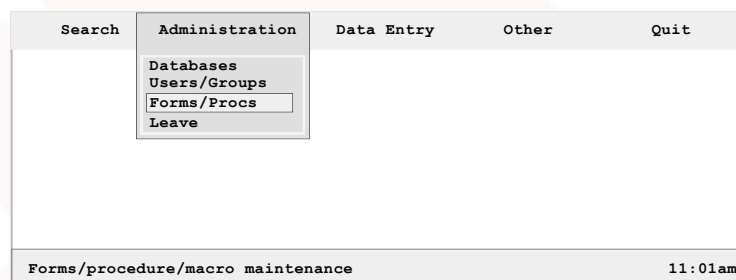 Search Administration Data Entry Other Quit
Databases
Users/Groups
Forms/Procs
Leave
Forms/procedure/macro maintenance 11:01am